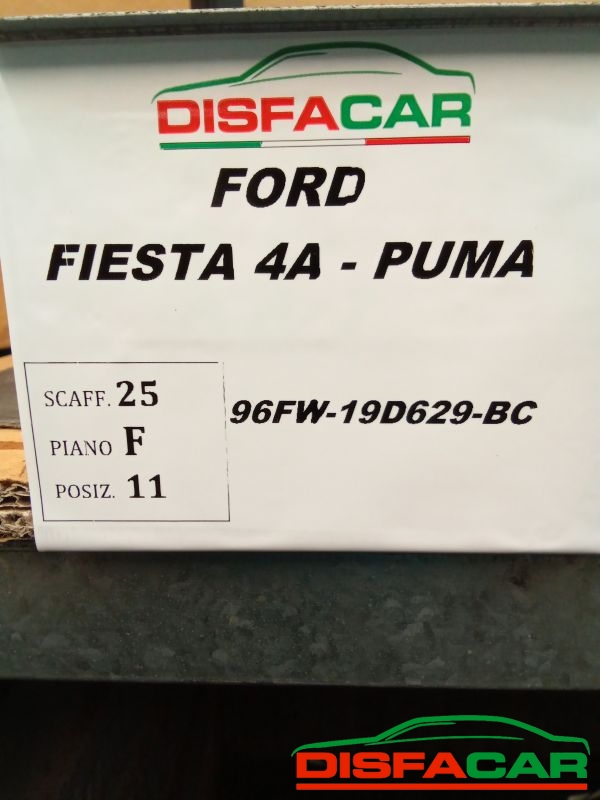 DISFACAR
FORD
FIESTA 4A - PUMA
SCAFF. 25
PIANO F
POSIZ. 11
96FW-19D629-BC
DISFACAR